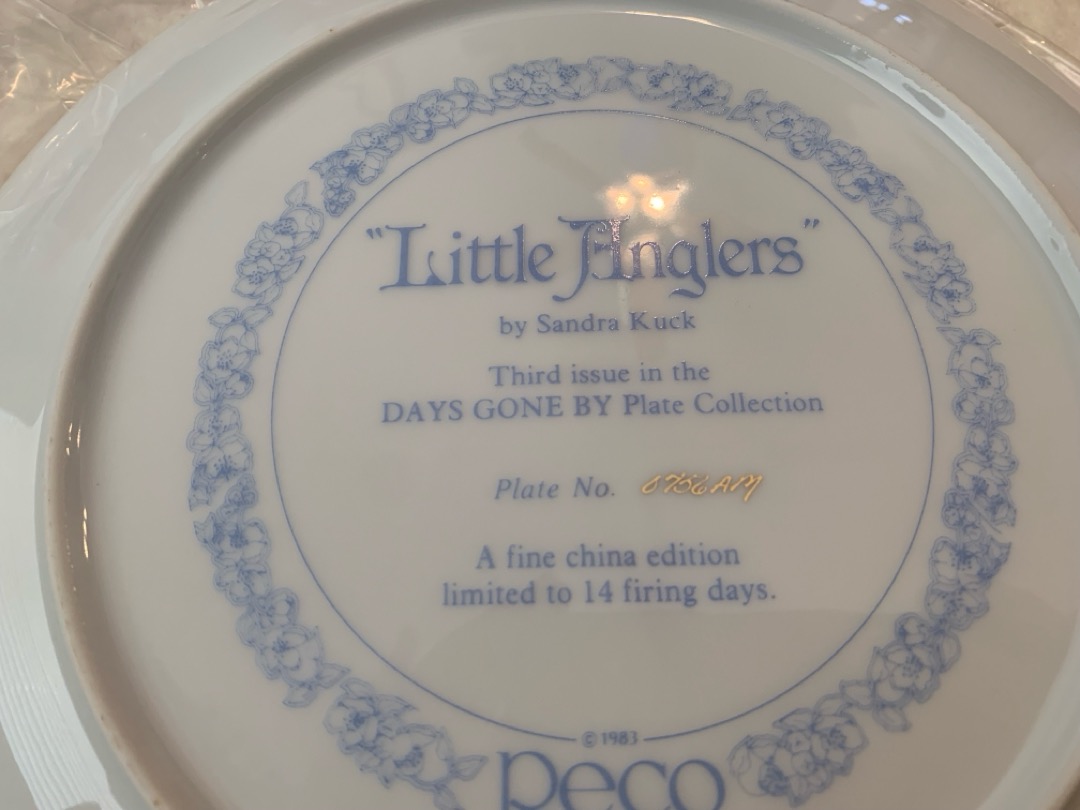 "Little Anglers"
by Sandra Kuck
Third issue in the
DAYS GONE BY Plate Collection
Plate No. 0756AM
A fine china edition
limited to 14 firing days.
© 1983